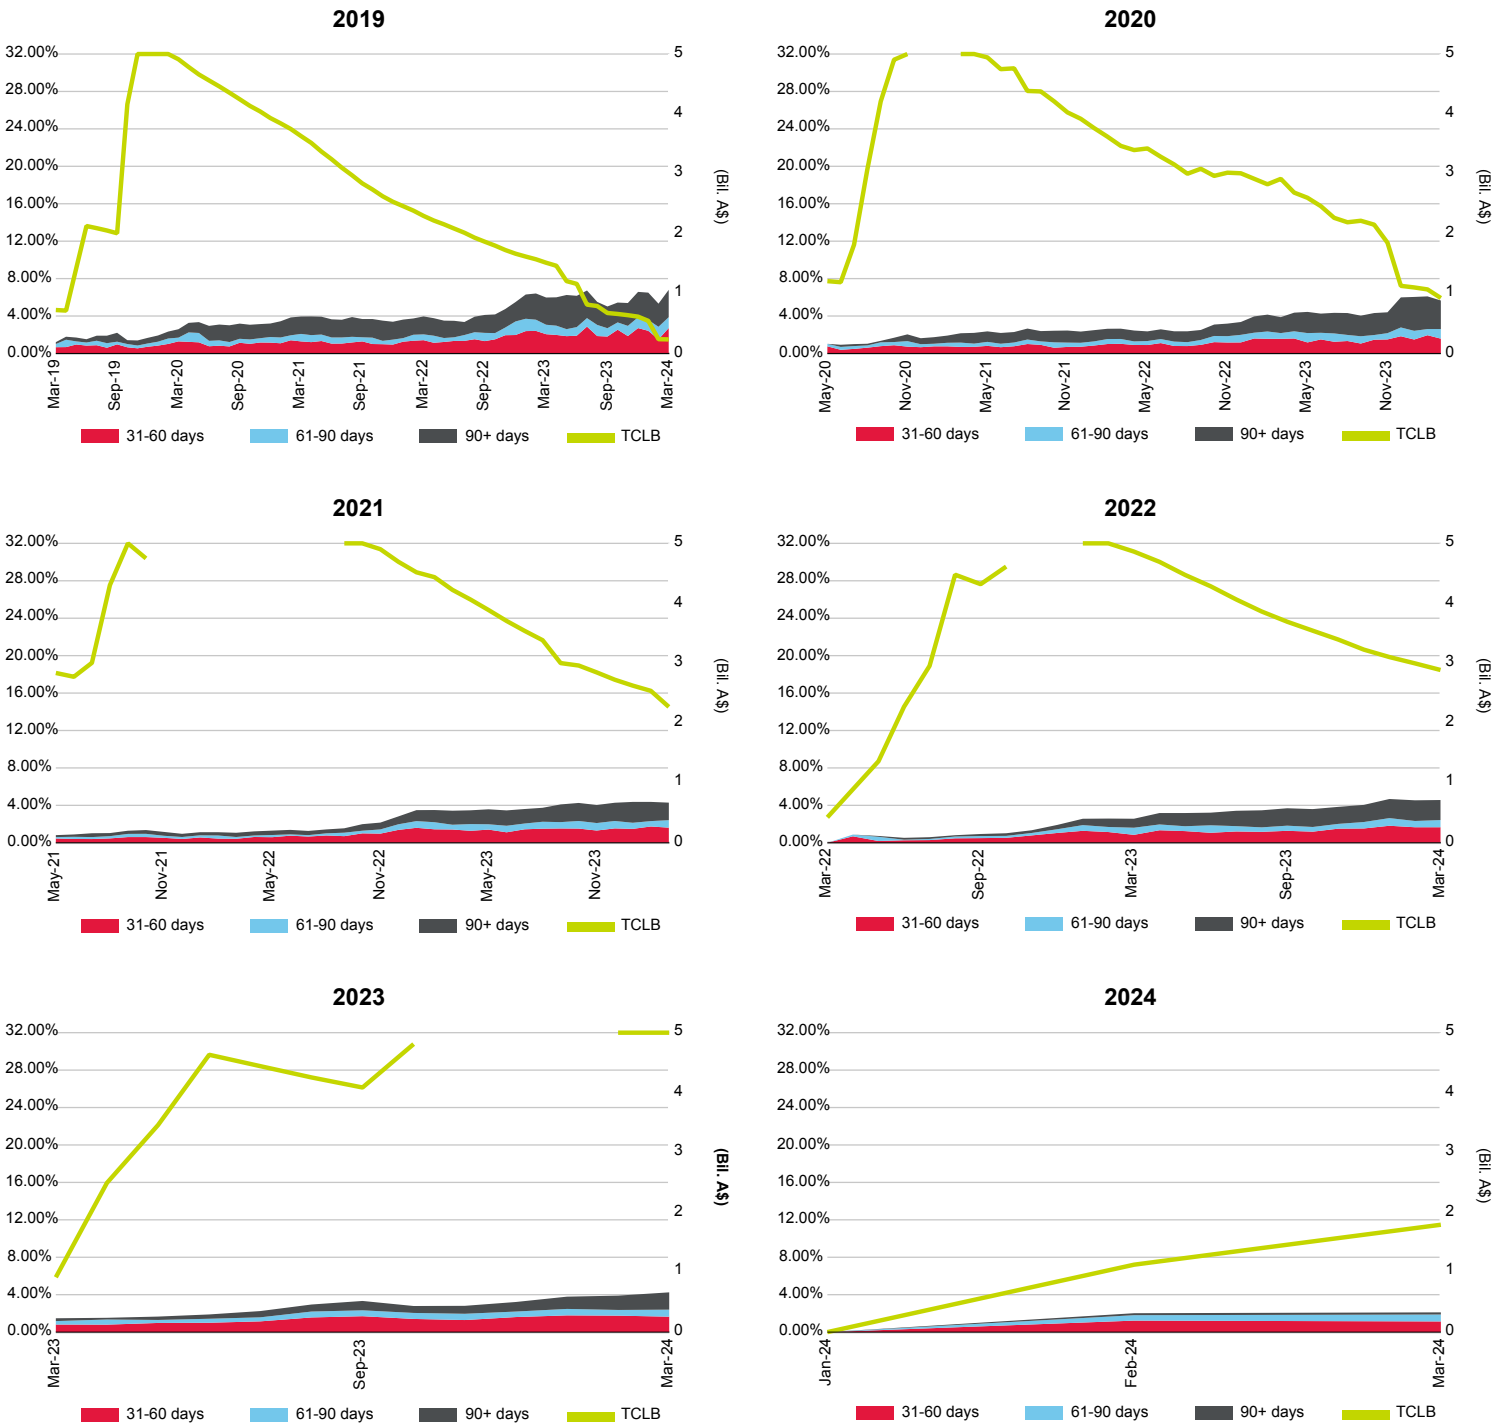 2019
32.00%
28.00%
24.00%
20.00%
16.00%
12.00%
8.00%
4.00%
0.00%
5
4
3
2
1
0
(Bil. A$)
Mar-19
Sep-19
Mar-20
Sep-20
Mar-21
Sep-21
Mar-22
Sep-22
Mar-23
Sep-23
Mar-24
31-60 days 61-90 days 90+ days TCLB
2020
32.00%
28.00%
24.00%
20.00%
16.00%
12.00%
8.00%
4.00%
0.00%
5
4
3
2
1
0
(Bil. A$)
May-20
Nov-20
May-21
Nov-21
May-22
Nov-22
May-23
Nov-23
31-60 days 61-90 days 90+ days TCLB
2021
32.00%
28.00%
24.00%
20.00%
16.00%
12.00%
8.00%
4.00%
0.00%
5
4
3
2
1
0
(Bil. A$)
May-21
Nov-21
May-22
Nov-22
May-23
Nov-23
31-60 days 61-90 days 90+ days TCLB
2022
32.00%
28.00%
24.00%
20.00%
16.00%
12.00%
8.00%
4.00%
0.00%
5
4
3
2
1
0
(Bil. A$)
Mar-22
Sep-22
Mar-23
Sep-23
Mar-24
31-60 days 61-90 days 90+ days TCLB
2023
32.00%
28.00%
24.00%
20.00%
16.00%
12.00%
8.00%
4.00%
0.00%
5
4
3
2
1
0
(Bil. A$)
Mar-23
Sep-23
Mar-24
31-60 days 61-90 days 90+ days TCLB
2024
32.00%
28.00%
24.00%
20.00%
16.00%
12.00%
8.00%
4.00%
0.00%
5
4
3
2
1
0
(Bil. A$)
Jan-24
Feb-24
Mar-24
31-60 days 61-90 days 90+ days TCLB